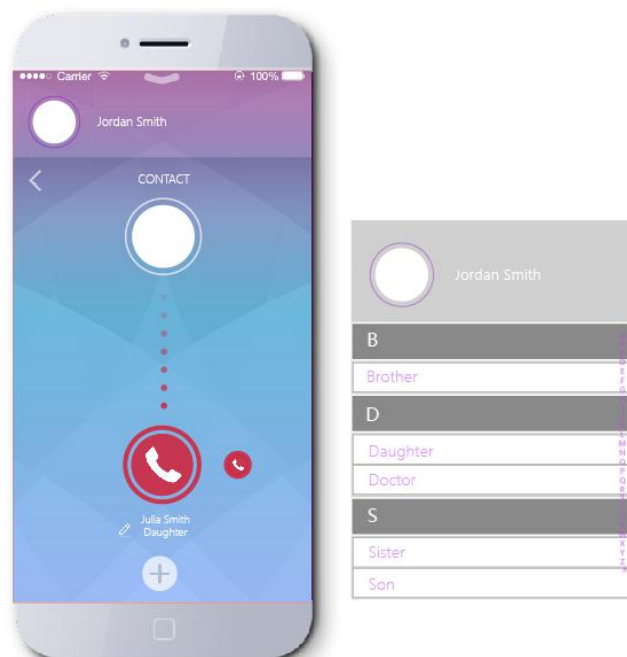 Carrier
100%
Jordan Smith
CONTACT
Julia Smith
Daughter
Jordan Smith
B
Brother
D
Daughter
Doctor
S
Sister
Son
D
E
F
G
M
N
O
P
Q
R
X
Y
Z